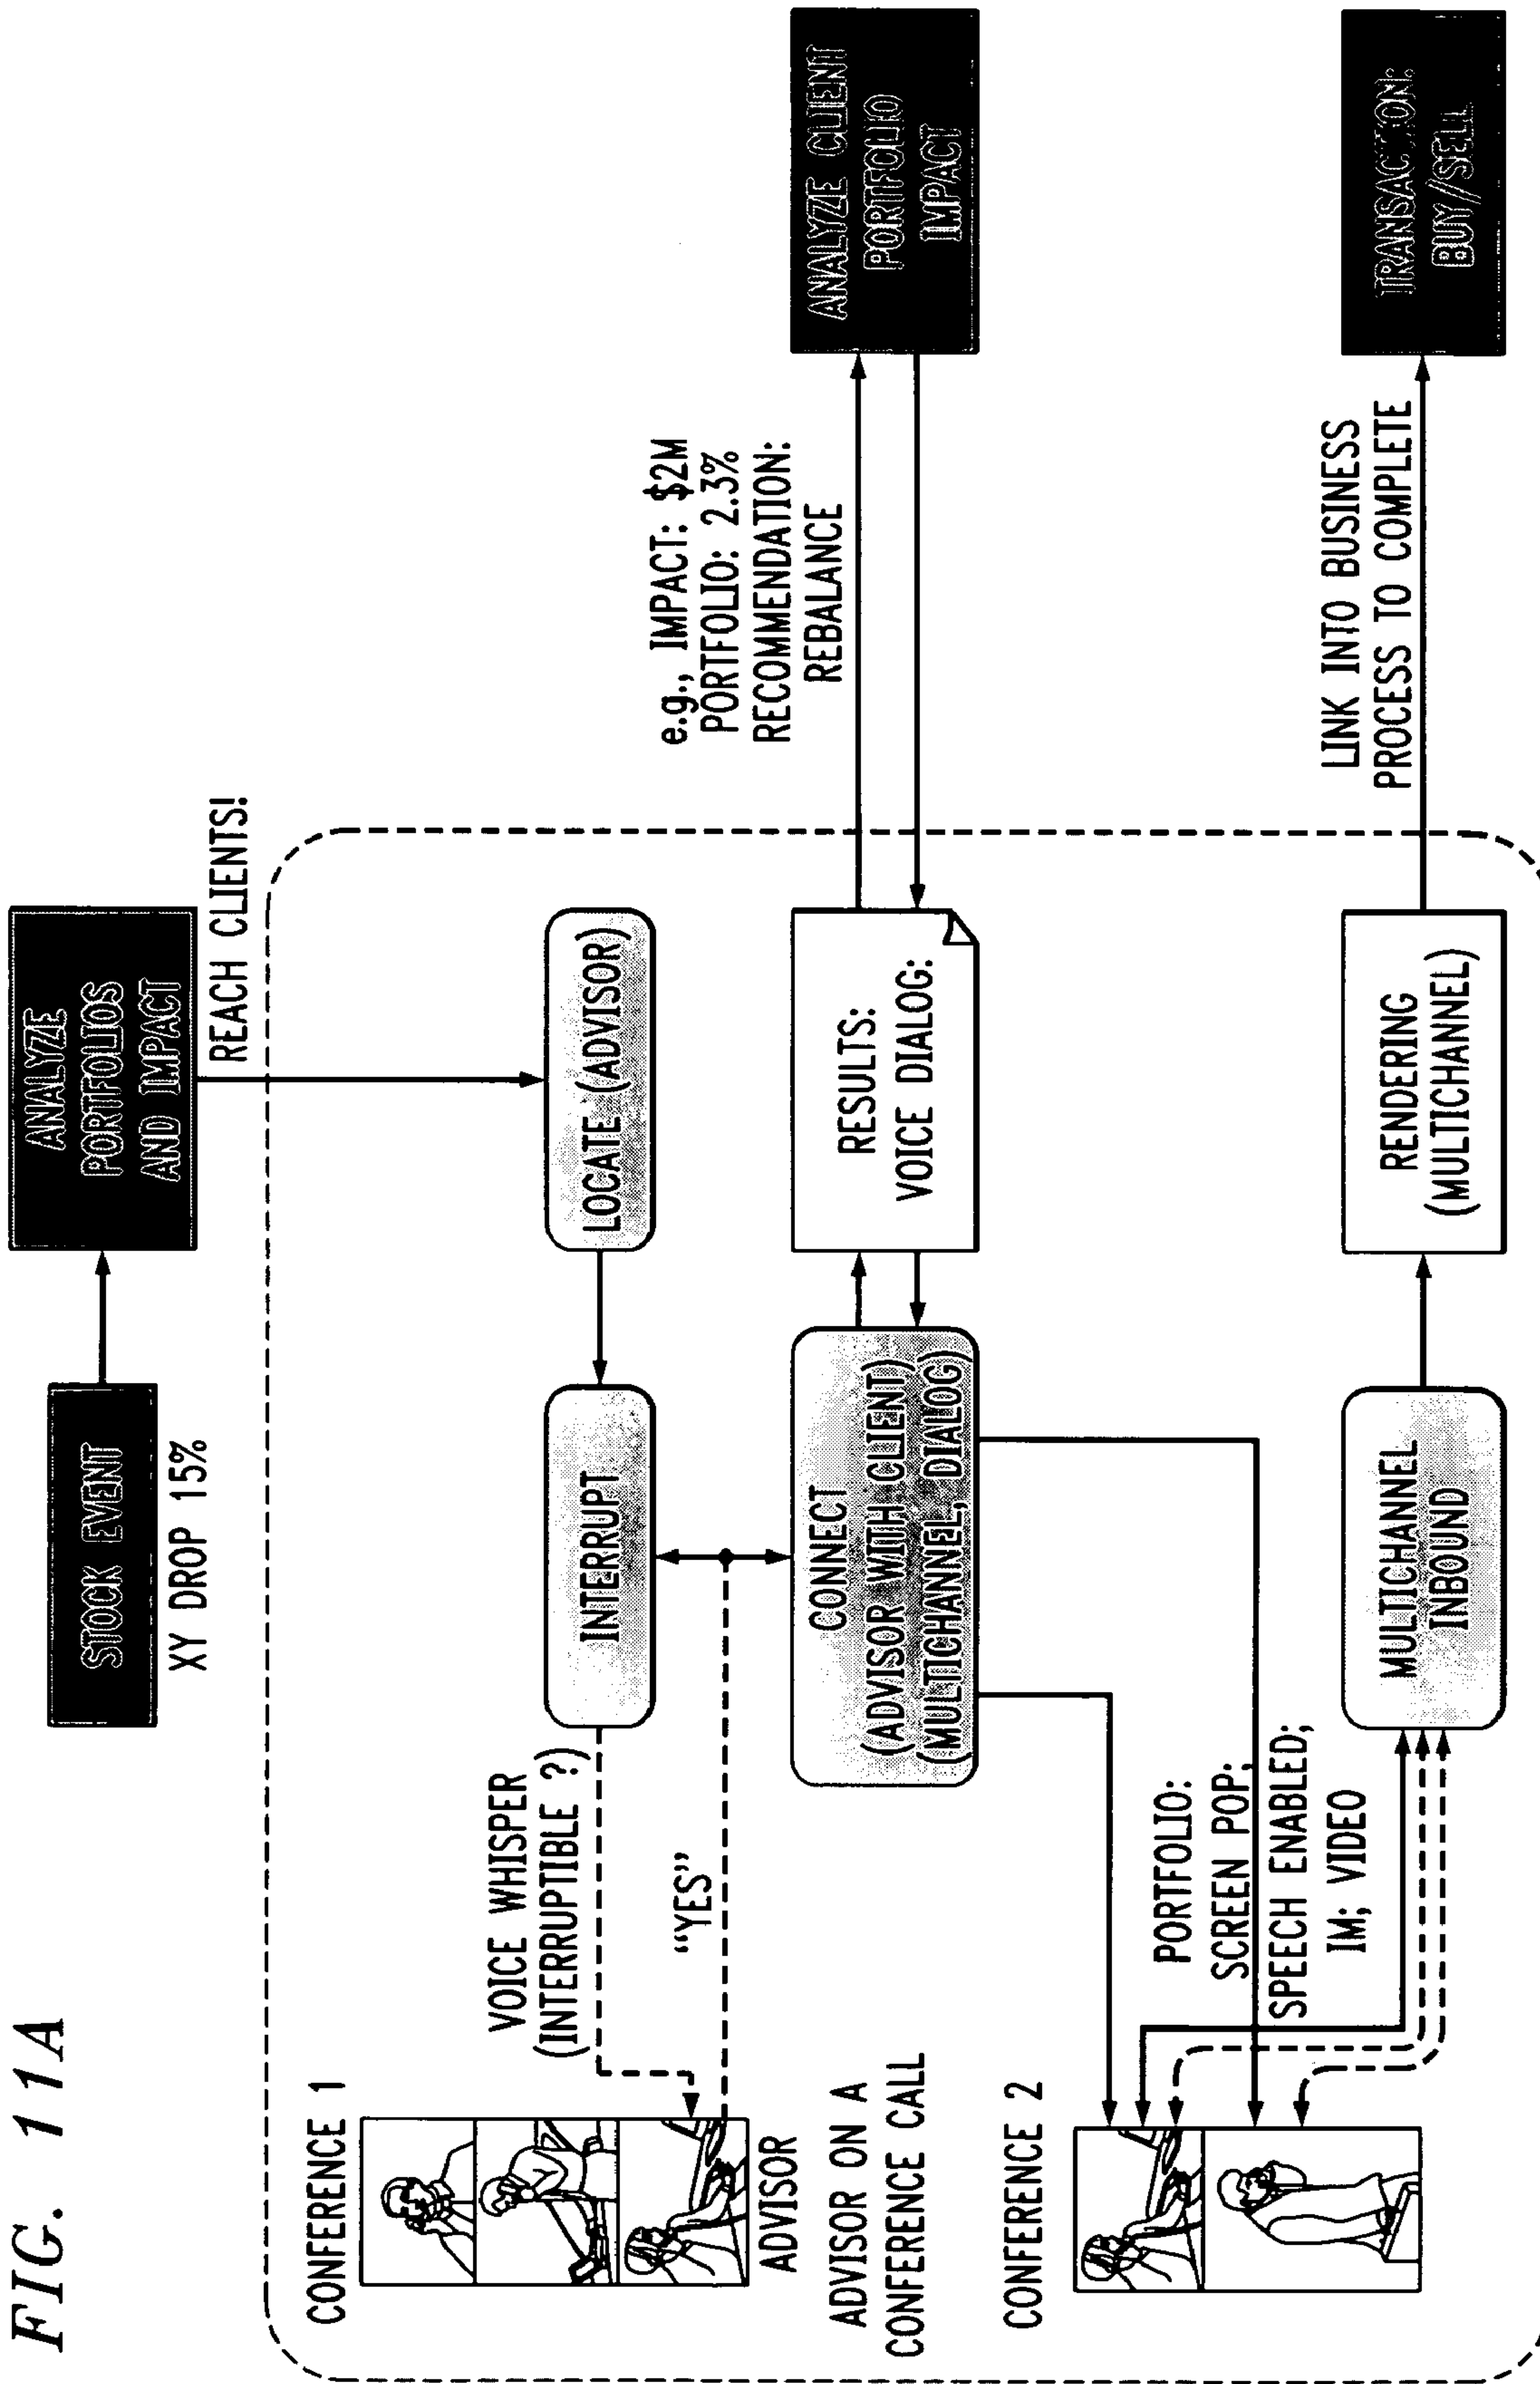 FIG. 11A
STOCK EVENT
XY DROP 15%
ANALYZE
PORTFOLIOS
AND IMPACT
REACH CLIENTS!
CONFERENCE 1
VOICE WHISPER
(INTERRUPTIBLE ?)
INTERRUPT
LOCATE (ADVISOR)
"YES"
ADVISOR
ADVISOR ON A
CONFERENCE CALL
CONNECT
(ADVISOR WITH CLIENT)
(MULTICHANNEL, DIALOG)
RESULTS:
VOICE DIALOG:
e.g., IMPACT: $2M
PORTFOLIO: 2.3%
RECOMMENDATION:
REBALANCE
ANALYZE CLIENT
PORTFOLIO
IMPACT
CONFERENCE 2
PORTFOLIO:
SCREEN POP;
SPEECH ENABLED;
IM; VIDEO
MULTICHANNEL
INBOUND
RENDERING
(MULTICHANNEL)
LINK INTO BUSINESS
PROCESS TO COMPLETE
TRANSACTION:
BUY/SELL